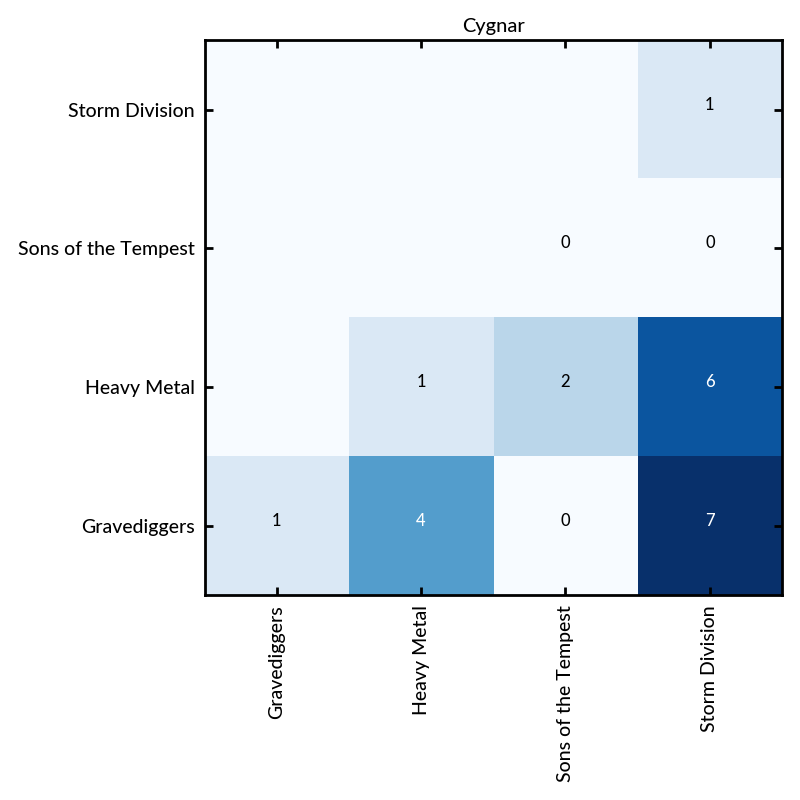 Cygnar
Storm Division 1
Sons of the Tempest 0 0
Heavy Metal 1 2 6
Gravediggers 1 4 0 7
Gravediggers
Heavy Metal
Sons of the Tempest
Storm Division